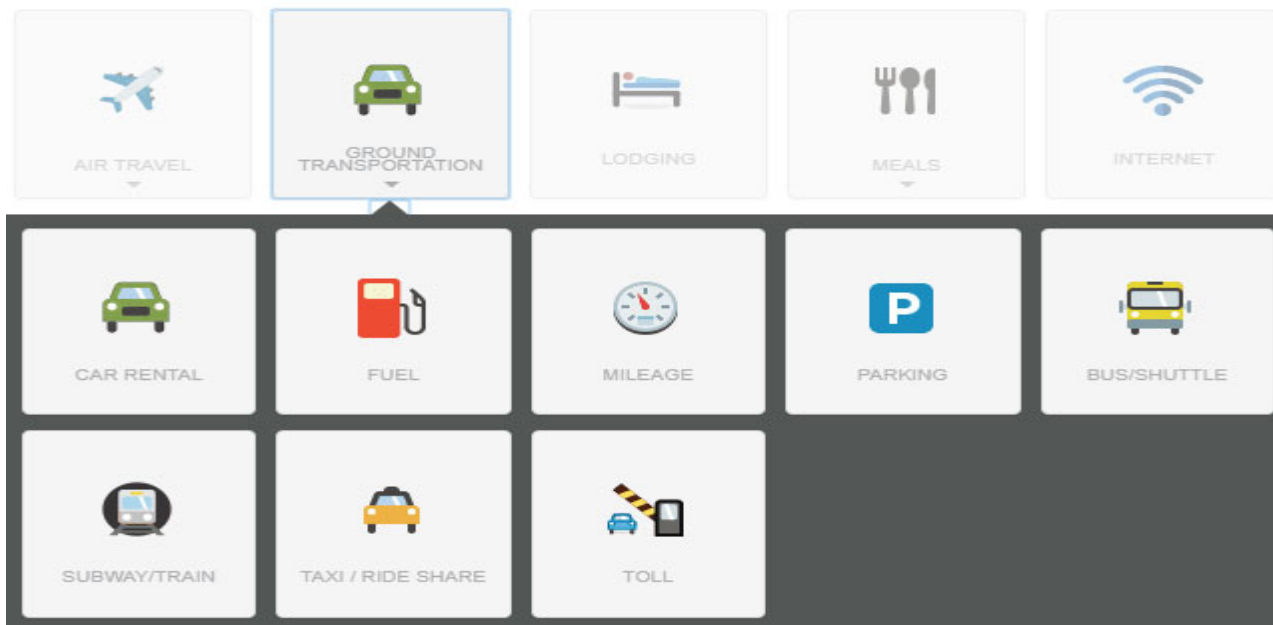 AIR TRAVEL
GROUND
TRANSPORTATION
LODGING
MEALS
INTERNET
CAR RENTAL
FUEL
MILEAGE
P
PARKING
BUS/SHUTTLE
SUBWAY/TRAIN
TAXI / RIDE SHARE
TOLL